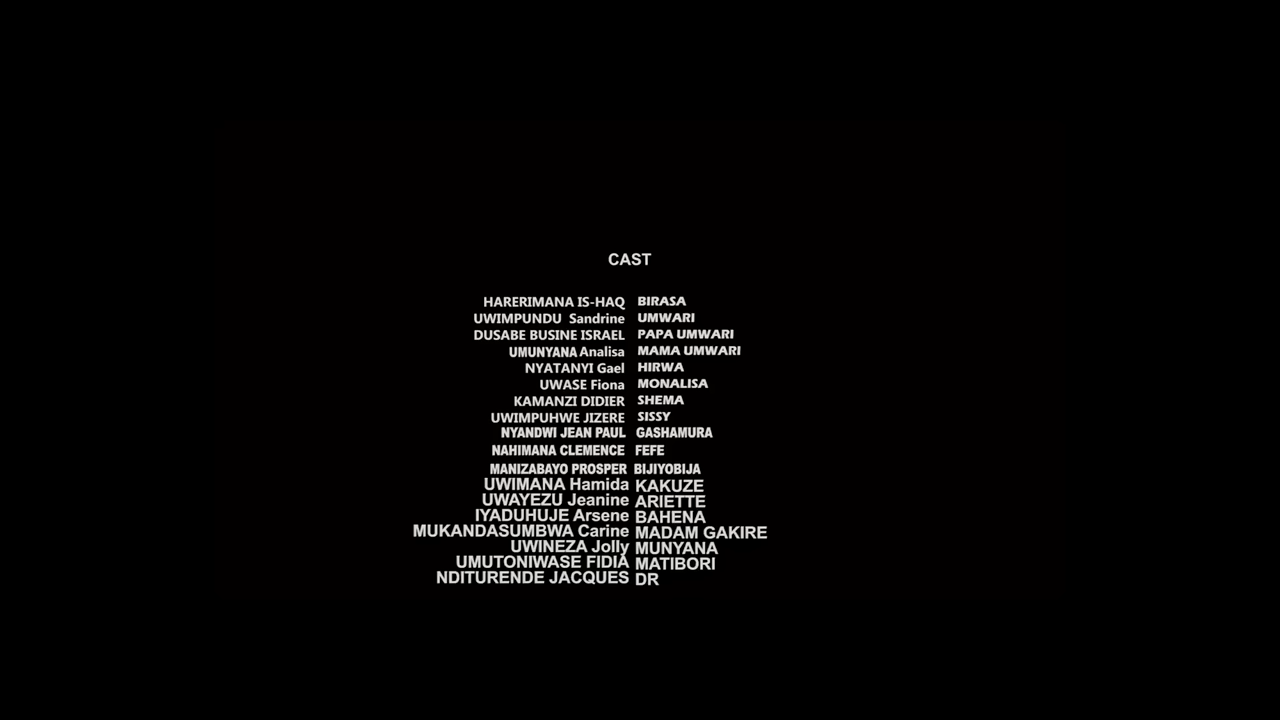 CAST
HARERIMANA IS-HAQ BIRASA
UWIMPUNDU Sandrine UMWARI
DUSABE BUSINE ISRAEL PAPA UMWARI
UMUNYANA Analisa MAMA UMWARI
NYATANYI Gael HIRWA
UWASE Fiona MONALISA
KAMANZI DIDIER SHEMA
UWIMPUHWE JIZERE SISSY
NYANDWI JEAN PAUL GASHAMURA
NAHIMANA CLEMENCE FEFE
MANIZABAYO PROSPER BIJIYOBIJA
UWIMANA Hamida KAKUZE
UWAYEZU Jeanine ARIETTE
IYADUHUJE Arsene BAHENA
MUKANDASUMBWA Carine MADAM GAKIRE
UWINEZA Jolly MUNYANA
UMUTONIWASE FIDIA MATIBORI
NDITURENDE JACQUES DR